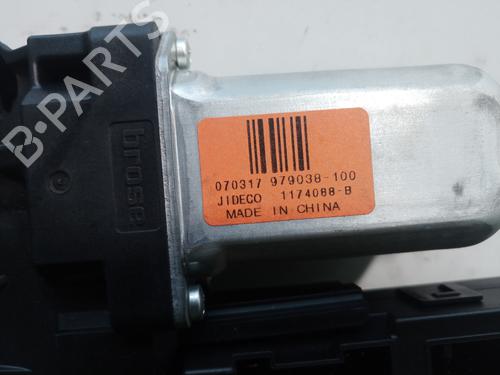 B-PARTS
brose
070317 979038-100
JIDECO 1174088-B
MADE IN CHINA